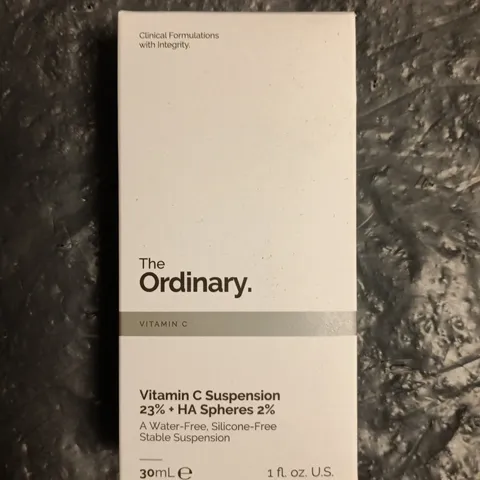 Clinical Formulations
with Integrity.
The
Ordinary.
VITAMIN C
Vitamin C Suspension
23% + HA Spheres 2%
A Water-Free, Silicone-Free
Stable Suspension
30mL ℮ 1 fl. oz. U.S.